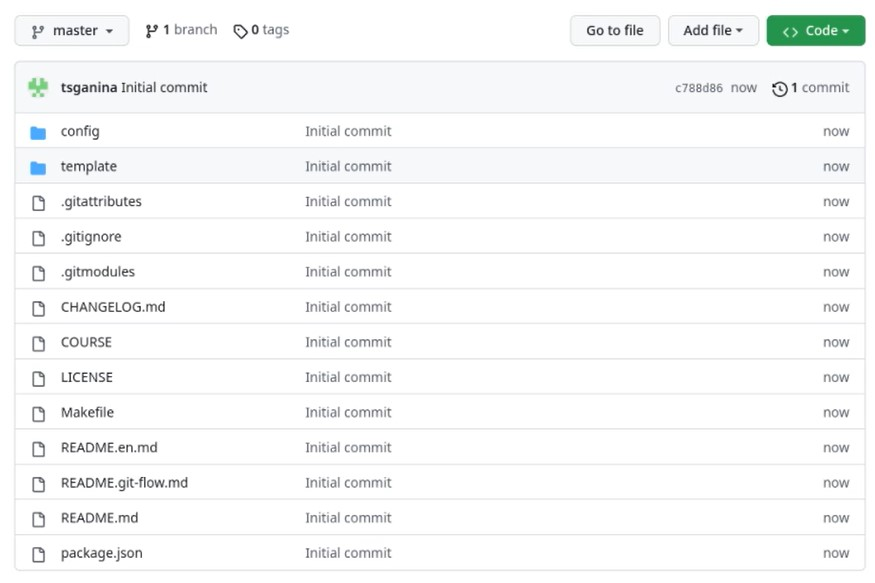 master 1 branch 0 tags Go to file Add file Code
tsganina Initial commit c788d86 now 1 commit
config Initial commit now
template Initial commit now
.gitattributes Initial commit now
.gitignore Initial commit now
.gitmodules Initial commit now
CHANGELOG.md Initial commit now
COURSE Initial commit now
LICENSE Initial commit now
Makefile Initial commit now
README.en.md Initial commit now
README.git-flow.md Initial commit now
README.md Initial commit now
package.json Initial commit now